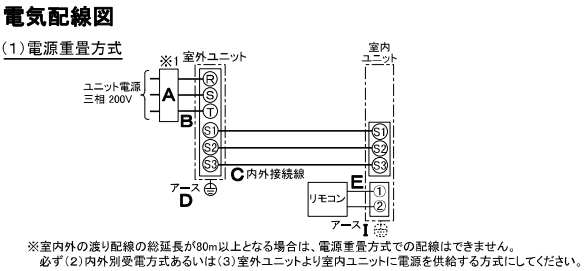 電気配線図
(1)電源重畳方式
※1
室外ユニット
室内
ユニット
ユニット電源
三相 200V
A
B
R
S
T
S1
S2
S3
S1
S2
S3
C 内外接続線
アース
D
リモコン
E
①
②
アース
I
※室内外の渡り配線の総延長が80m以上となる場合は、電源重畳方式での配線はできません。
必ず(2)内外別受電方式あるいは(3)室外ユニットより室内ユニットに電源を供給する方式にしてください。